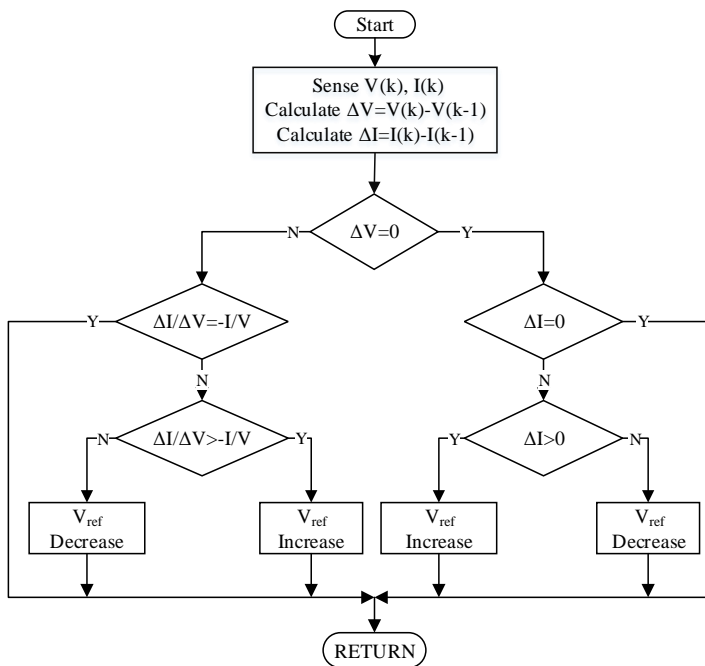 Start
Sense V(k), I(k)
Calculate ΔV=V(k)-V(k-1)
Calculate ΔI=I(k)-I(k-1)
ΔV=0
N
Y
ΔI/ΔV=-I/V
Y
N
ΔI=0
Y
N
ΔI/ΔV>-I/V
N
Y
ΔI>0
Y
N
Vref
Decrease
Vref
Increase
Vref
Increase
Vref
Decrease
RETURN